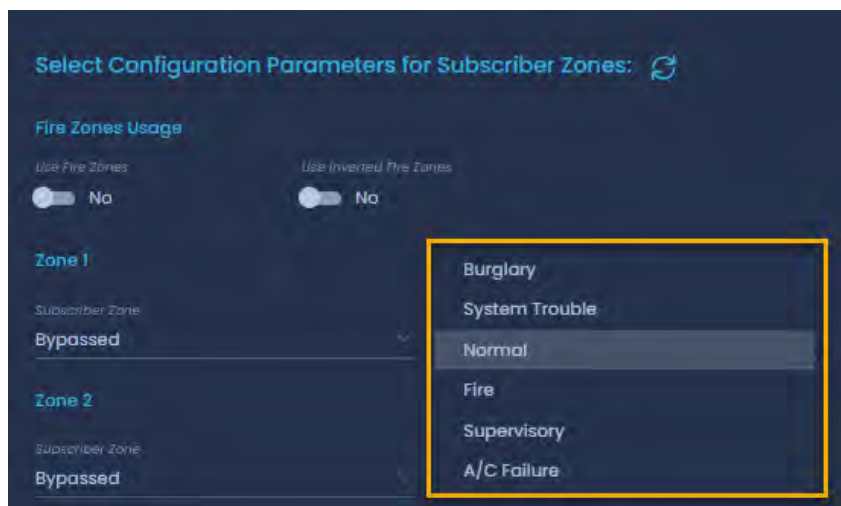 Select Configuration Parameters for Subscriber Zones:
Fire Zones Usage
Use Fire Zones
Use Inverted Fire Zones
No
No
Zone 1
Subscriber Zone
Bypassed
Zone 2
Subscriber Zone
Bypassed
Burglary
System Trouble
Normal
Fire
Supervisory
A/C Failure